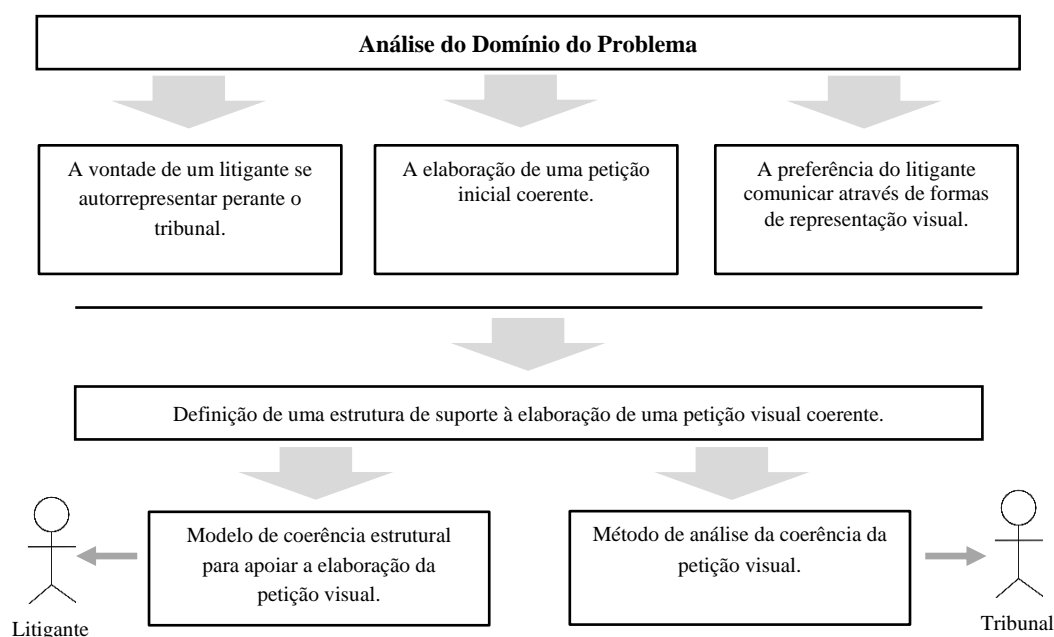 Análise do Domínio do Problema
A vontade de um litigante se
autorrepresentar perante o
tribunal.
A elaboração de uma petição
inicial coerente.
A preferência do litigante
comunicar através de formas
de representação visual.
Definição de uma estrutura de suporte à elaboração de uma petição visual coerente.
Modelo de coerência estrutural
para apoiar a elaboração da
petição visual.
Método de análise da coerência da
petição visual.
Litigante
Tribunal